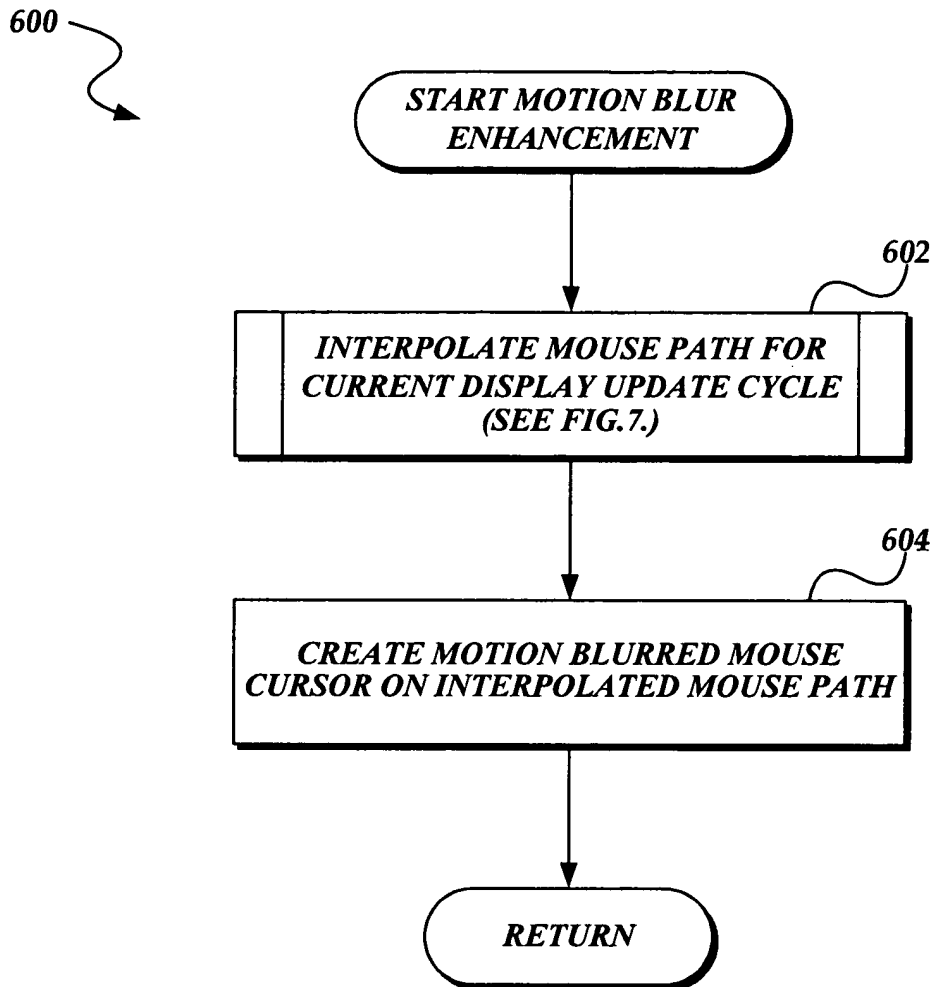 600
START MOTION BLUR
ENHANCEMENT
602
INTERPOLATE MOUSE PATH FOR
CURRENT DISPLAY UPDATE CYCLE
(SEE FIG.7.)
604
CREATE MOTION BLURRED MOUSE
CURSOR ON INTERPOLATED MOUSE PATH
RETURN